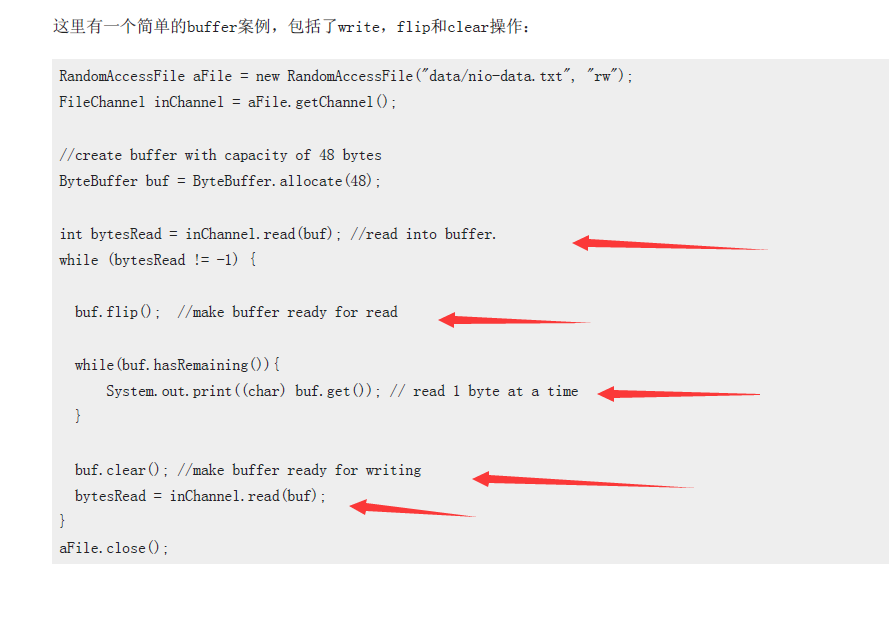 这里有一个简单的buffer案例，包括了write，flip和clear操作：
RandomAccessFile aFile = new RandomAccessFile("data/nio-data.txt", "rw");
FileChannel inChannel = aFile.getChannel();
//create buffer with capacity of 48 bytes
ByteBuffer buf = ByteBuffer.allocate(48);
int bytesRead = inChannel.read(buf); //read into buffer.
while (bytesRead != -1) {
buf.flip();  //make buffer ready for read
while(buf.hasRemaining()){
System.out.print((char) buf.get()); // read 1 byte at a time
}
buf.clear(); //make buffer ready for writing
bytesRead = inChannel.read(buf);
}
aFile.close();